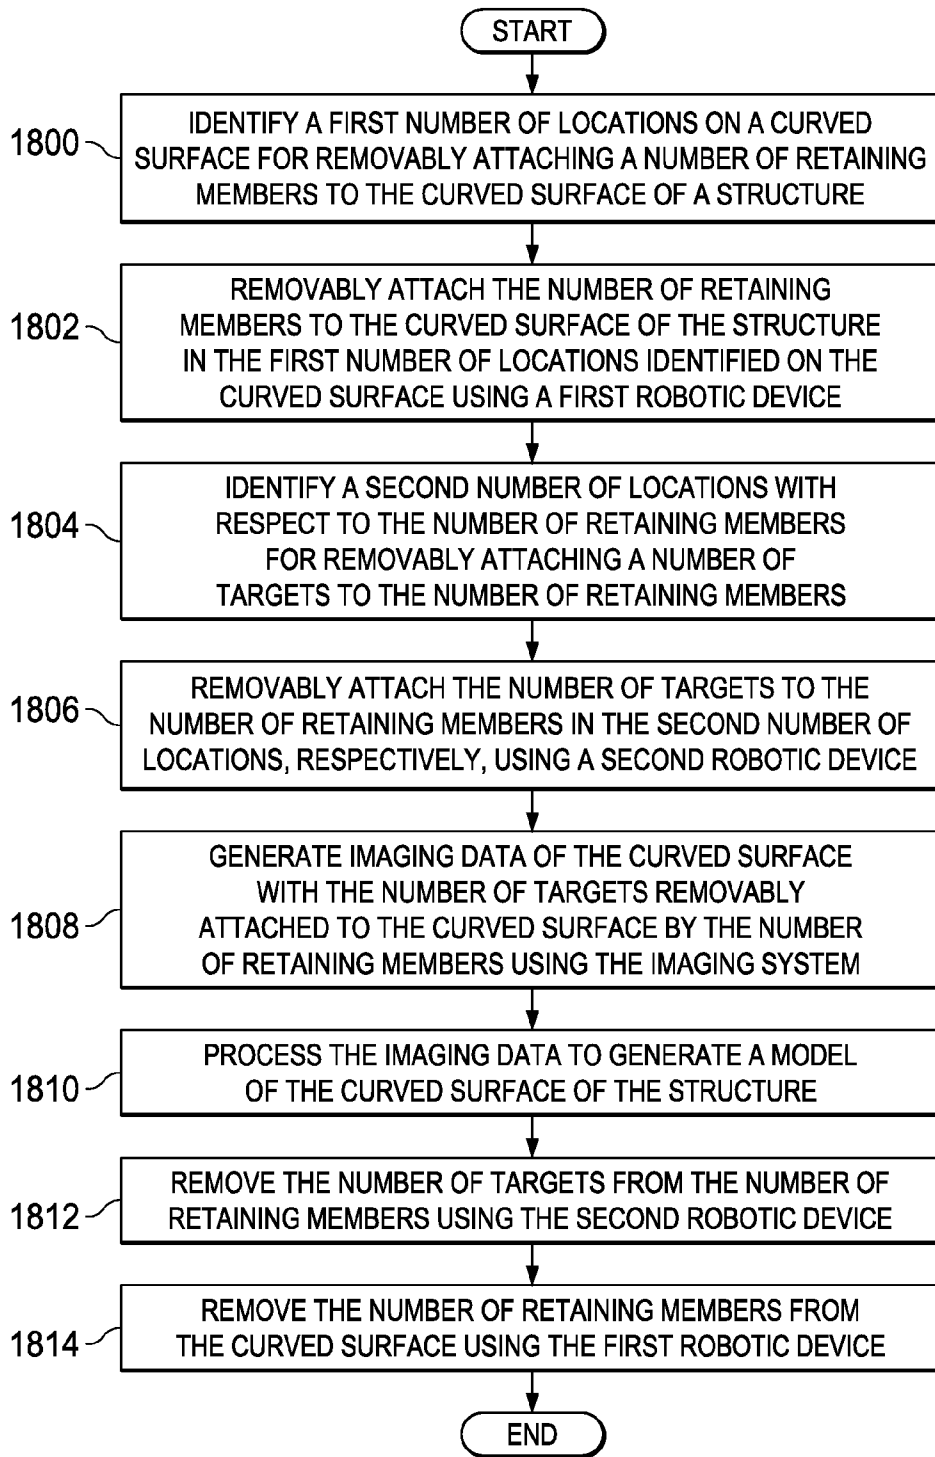 START
1800
IDENTIFY A FIRST NUMBER OF LOCATIONS ON A CURVED
SURFACE FOR REMOVABLY ATTACHING A NUMBER OF RETAINING
MEMBERS TO THE CURVED SURFACE OF A STRUCTURE
1802
REMOVABLY ATTACH THE NUMBER OF RETAINING
MEMBERS TO THE CURVED SURFACE OF THE STRUCTURE
IN THE FIRST NUMBER OF LOCATIONS IDENTIFIED ON THE
CURVED SURFACE USING A FIRST ROBOTIC DEVICE
1804
IDENTIFY A SECOND NUMBER OF LOCATIONS WITH
RESPECT TO THE NUMBER OF RETAINING MEMBERS
FOR REMOVABLY ATTACHING A NUMBER OF
TARGETS TO THE NUMBER OF RETAINING MEMBERS
1806
REMOVABLY ATTACH THE NUMBER OF TARGETS TO THE
NUMBER OF RETAINING MEMBERS IN THE SECOND NUMBER OF
LOCATIONS, RESPECTIVELY, USING A SECOND ROBOTIC DEVICE
1808
GENERATE IMAGING DATA OF THE CURVED SURFACE
WITH THE NUMBER OF TARGETS REMOVABLY
ATTACHED TO THE CURVED SURFACE BY THE NUMBER
OF RETAINING MEMBERS USING THE IMAGING SYSTEM
1810
PROCESS THE IMAGING DATA TO GENERATE A MODEL
OF THE CURVED SURFACE OF THE STRUCTURE
1812
REMOVE THE NUMBER OF TARGETS FROM THE NUMBER OF
RETAINING MEMBERS USING THE SECOND ROBOTIC DEVICE
1814
REMOVE THE NUMBER OF RETAINING MEMBERS FROM
THE CURVED SURFACE USING THE FIRST ROBOTIC DEVICE
END